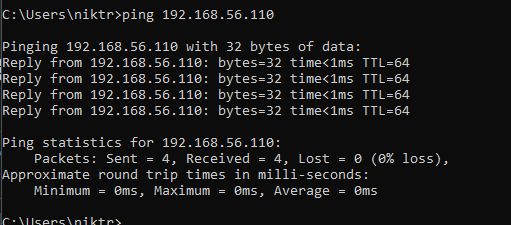 C:\Users\niktr>ping 192.168.56.110
Pinging 192.168.56.110 with 32 bytes of data:
Reply from 192.168.56.110: bytes=32 time<1ms TTL=64
Reply from 192.168.56.110: bytes=32 time<1ms TTL=64
Reply from 192.168.56.110: bytes=32 time<1ms TTL=64
Reply from 192.168.56.110: bytes=32 time<1ms TTL=64
Ping statistics for 192.168.56.110:
    Packets: Sent = 4, Received = 4, Lost = 0 (0% loss),
Approximate round trip times in milli-seconds:
    Minimum = 0ms, Maximum = 0ms, Average = 0ms
C:\Users\niktr>